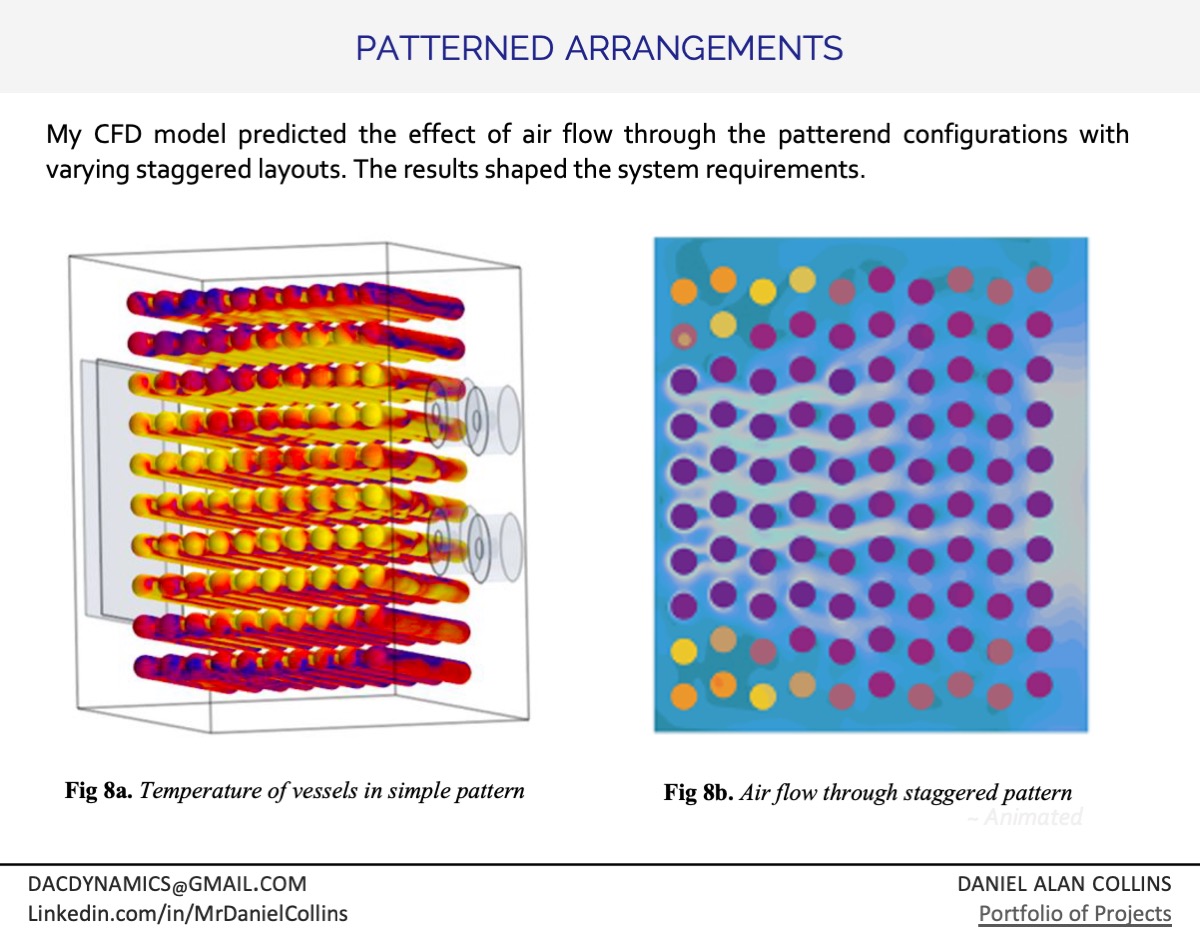 PATTERNED ARRANGEMENTS
My CFD model predicted the effect of air flow through the patterend configurations with
varying staggered layouts. The results shaped the system requirements.
Fig 8a. Temperature of vessels in simple pattern
Fig 8b. Air flow through staggered pattern
~ Animated
DACDYNAMICS@GMAIL.COM
Linkedin.com/in/MrDanielCollins
DANIEL ALAN COLLINS
Portfolio of Projects